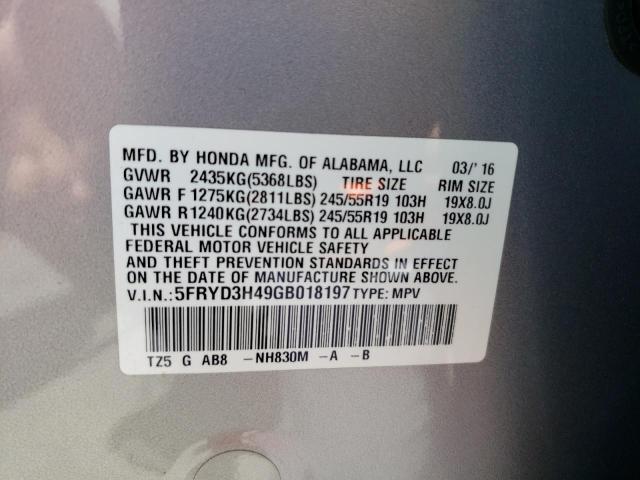 MFD. BY HONDA MFG. OF ALABAMA, LLC 03/'16
GVWR 2435KG(5368LBS) TIRE SIZE RIM SIZE
GAWR F 1275KG(2811LBS) 245/55R19 103H 19X8.0J
GAWR R 1240KG(2734LBS) 245/55R19 103H 19X8.0J
THIS VEHICLE CONFORMS TO ALL APPLICABLE
FEDERAL MOTOR VEHICLE SAFETY
AND THEFT PREVENTION STANDARDS IN EFFECT
ON THE DATE OF MANUFACTURE SHOWN ABOVE.
V.I.N.: 5FRYD3H49GB018197 TYPE: MPV
TZ5 G AB8 -NH830M -A -B